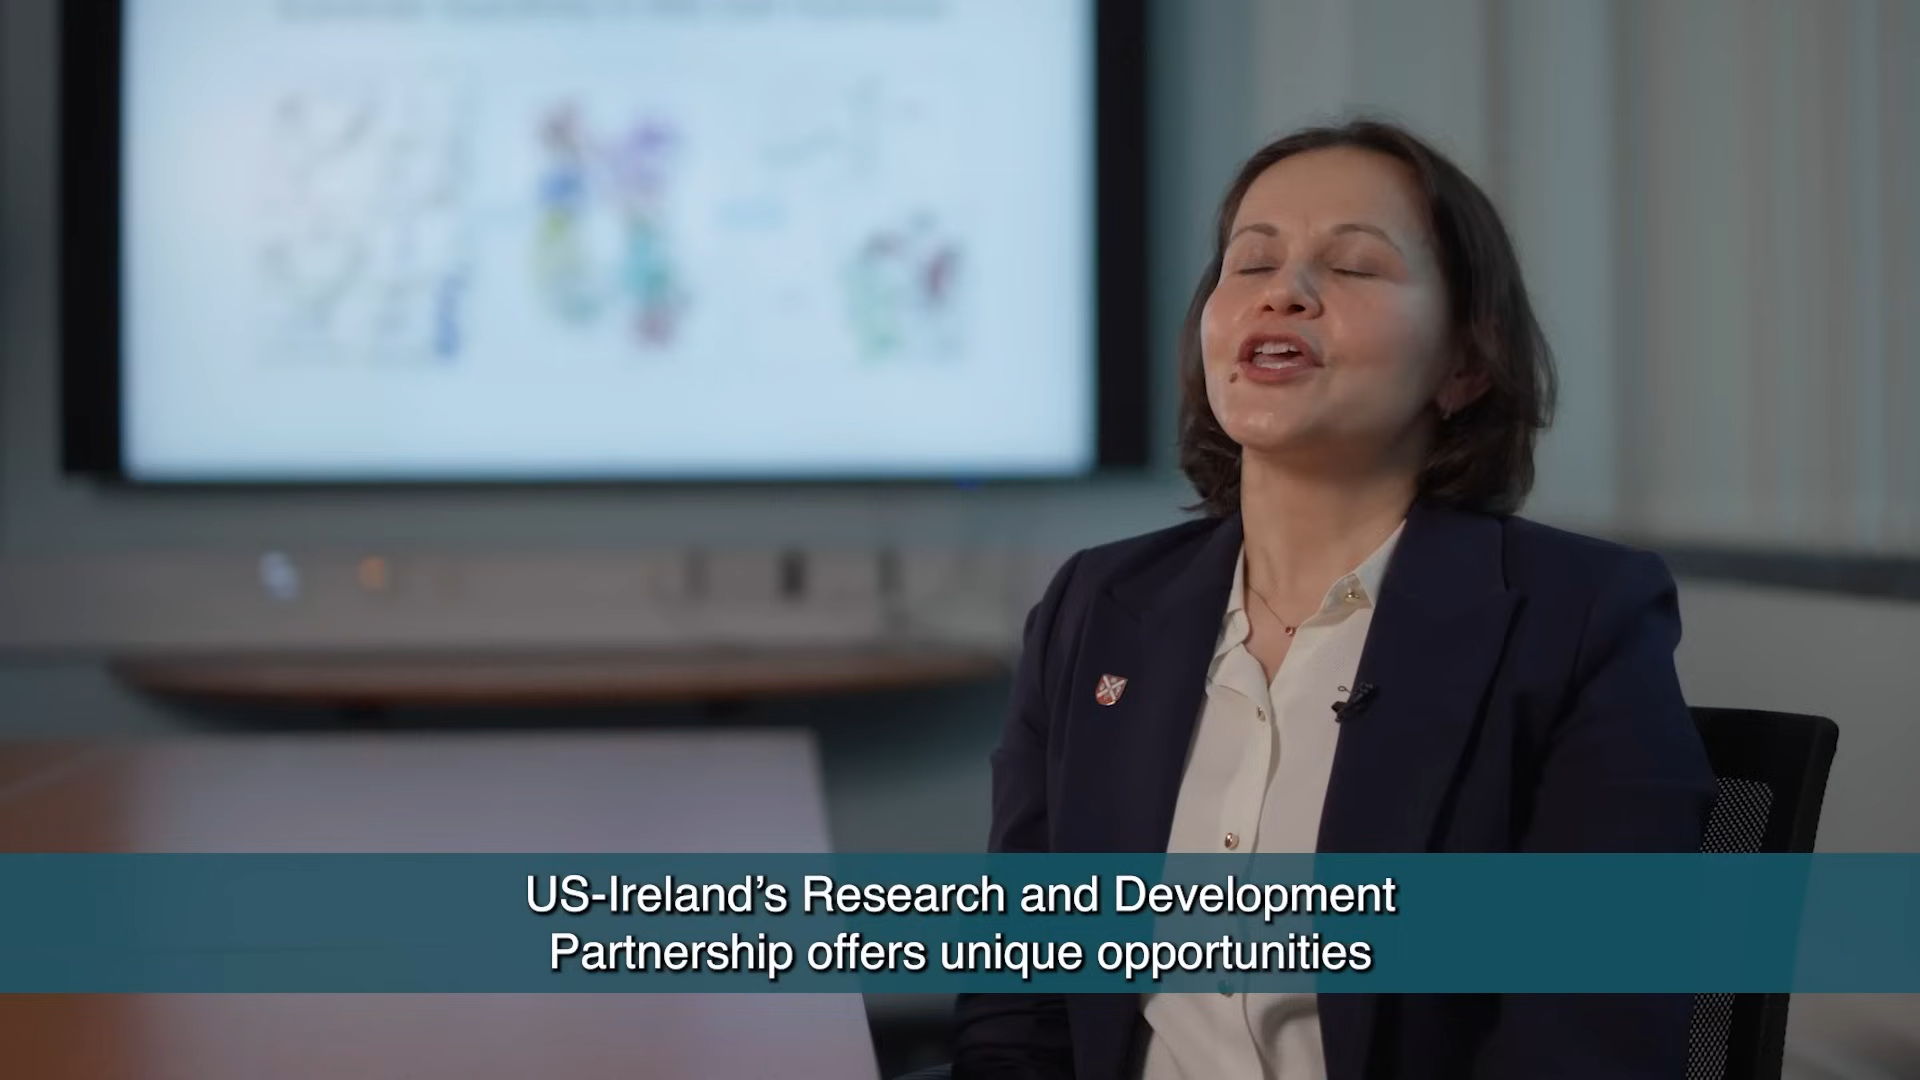 US-Ireland’s Research and Development
Partnership offers unique opportunities